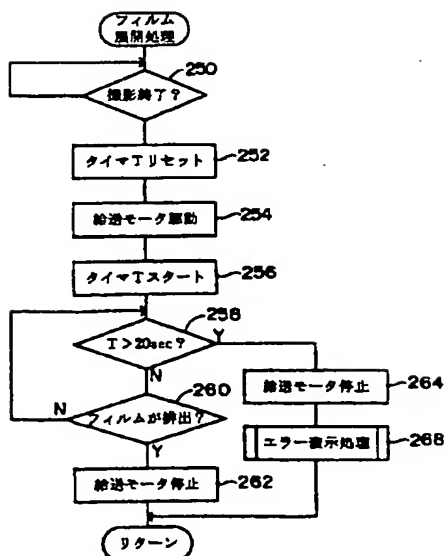 フィルム
展開処理
撮影終了？
250
タイマTリセット
252
給送モータ駆動
254
タイマTスタート
256
T＞20sec？
258
Y
N
フィルムが排出？
260
N
Y
給送モータ停止
264
エラー表示処理
268
給送モータ停止
262
リターン